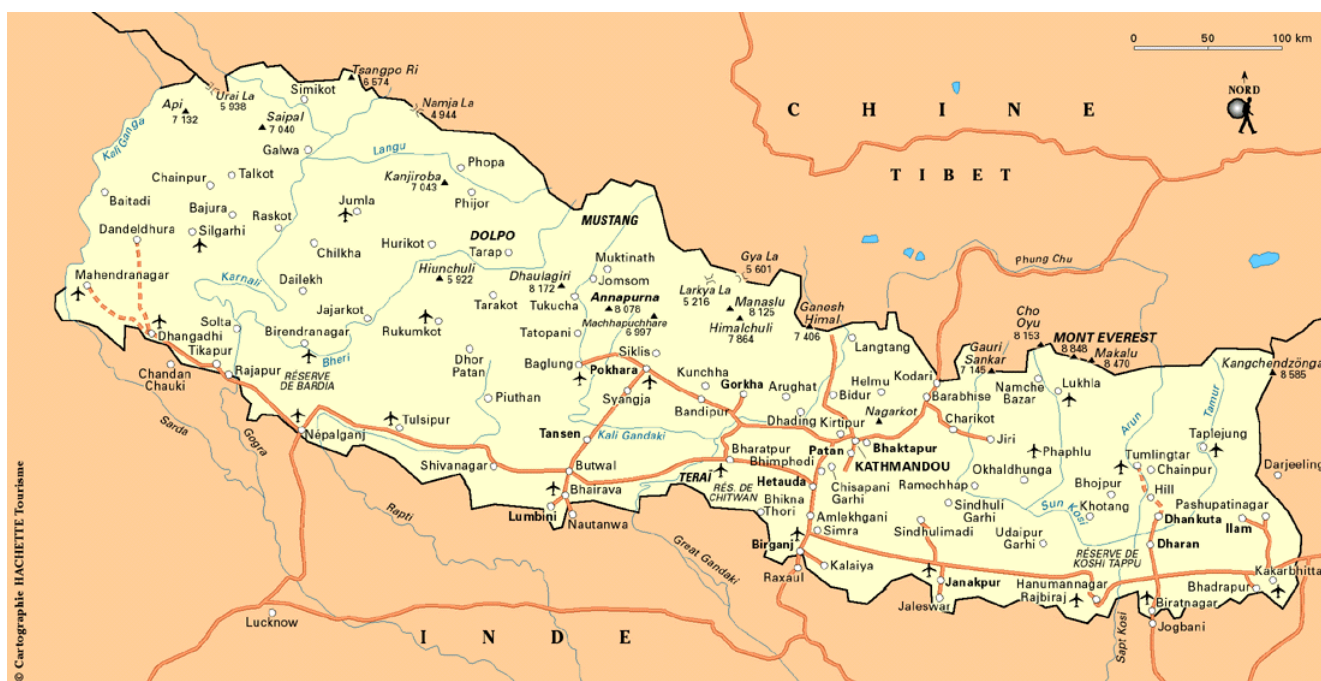 0 50 100 km
NORD
C H I N E
TIBET
Tsangpo Ri
6 574
Urai La
5 938
Simikot
Namja La
4 944
Api
7 132
Saipal
7 040
Kali Ganga
Galwa
Langu
Phopa
Chainpur
Talkot
Kanjiroba
7 043
Baitadi
Bajura
Jumla
Phijor
Raskot
MUSTANG
Dandeldhura
Silgarhi
Chilkha
Hurikot
DOLPO
Tarap
Muktinath
Gya La
5 601
Phung Chu
Mahendranagar
Karnali
Dailekh
Hiunchuli
5 922
Dhaulagiri
8 172
Jomsom
Larkya La
5 216
Manaslu
8 125
Tarakot
Tukucha
Annapurna
8 078
Machhapuchhare
6 997
Himalchuli
7 864
Ganesh
Himal
7 406
Cho
Oyu
8 153
MONT EVEREST
8 848
Makalu
8 470
Jajarkot
Rukumkot
Solta
Birendranagar
Tatopani
Dhangadhi
Tikapur
Bheri
Dhor
Patan
Siklis
Langtang
Gauri
Sankar
7 145
Kangchendzönga
8 585
Chandan
Chauki
Rajapur
RÉSERVE
DE BARDIA
Baglung
Pokhara
Kunchha
Gorkha
Arughat
Helmu
Kodari
Namche
Bazar
Lukhla
Piuthan
Syangja
Bandipur
Bidur
Barabhise
Tamur
Sarda
Gogra
Népalganj
Tulsipur
Tansen
Kali Gandaki
Dhading
Kirtipur
Nagarkot
Charikot
Jiri
Arun
Patan
Bhaktapur
KATHMANDOU
Phaphlu
Taplejung
Tumlingtar
Shivanagar
Butwal
Bharatpur
Bhimphedi
TERAÏ
Hetauda
Chisapani
Garhi
Okhaldhunga
Ramechhap
Chainpur
Darjeeling
Bhairava
RÉS. DE
CHITWAN
Bhikna
Thori
Bhojpur
Hill
Pashupatinagar
Lumbini
Nautanwa
Rapti
Amlekhgani
Simra
Sindhuli
Garhi
Sun Kosi
Khotang
Dhankuta
Ilam
Sindhulimadi
Udaipur
Garhi
Great Gandaki
Birganj
Dharan
RÉSERVE DE
KOSHI TAPPU
Raxaul
Kalaiya
Janakpur
Hanumannagar
Rajbiraj
Kakarbhitta
Bhadrapur
Jaleswar
Biratnagar
Lucknow
I N D E
Sapt Kosi
Jogbani
© Cartographie HACHETTE Tourisme